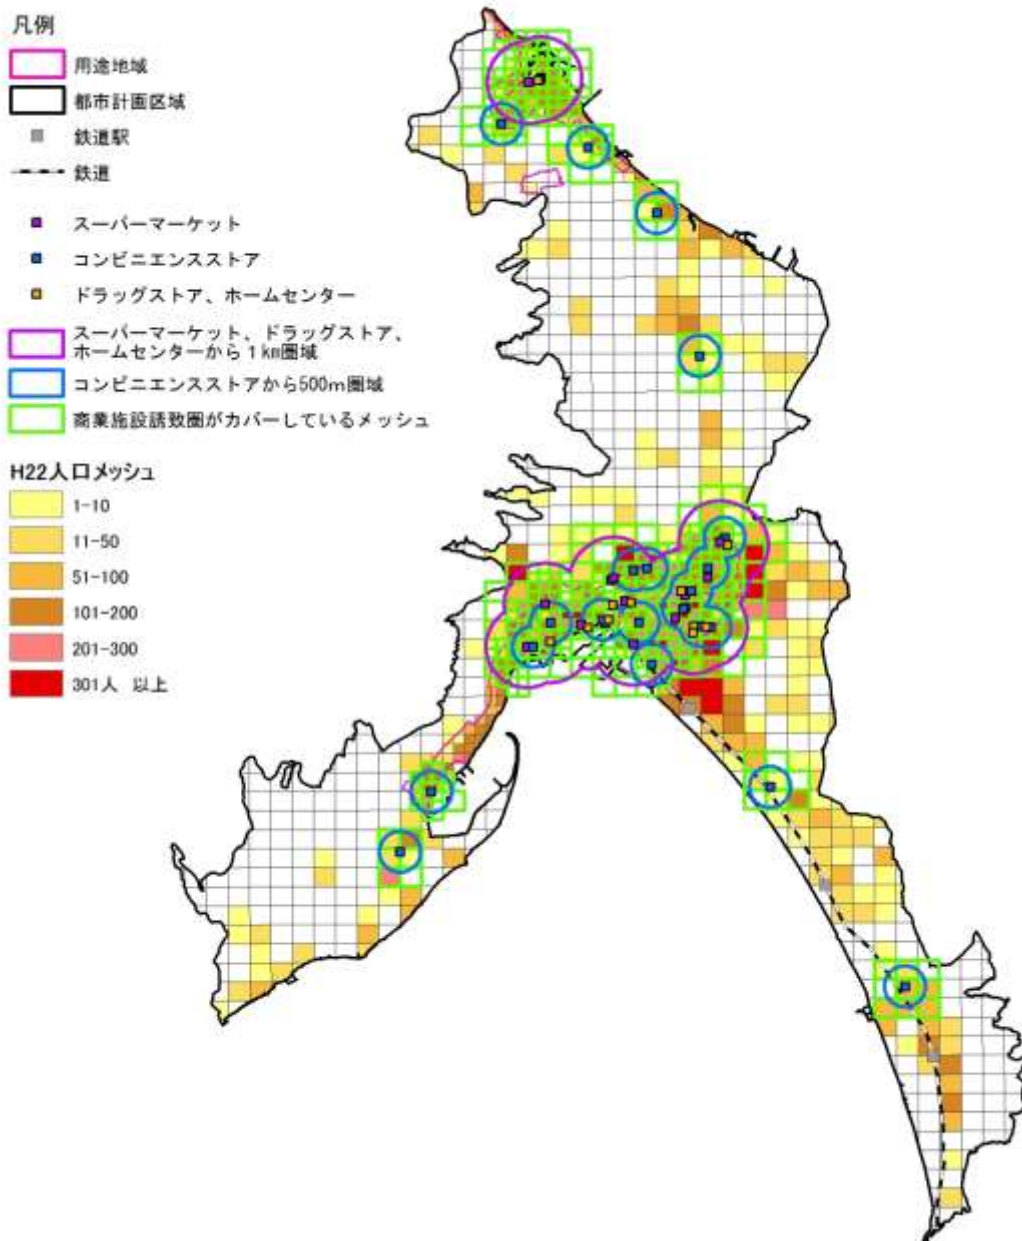 凡例
用途地域
都市計画区域
鉄道駅
鉄道
スーパーマーケット
コンビニエンスストア
ドラッグストア、ホームセンター
スーパーマーケット、ドラッグストア、
ホームセンターから1km圏域
コンビニエンスストアから500m圏域
商業施設誘致圏がカバーしているメッシュ
H22人口メッシュ
1-10
11-50
51-100
101-200
201-300
301人 以上